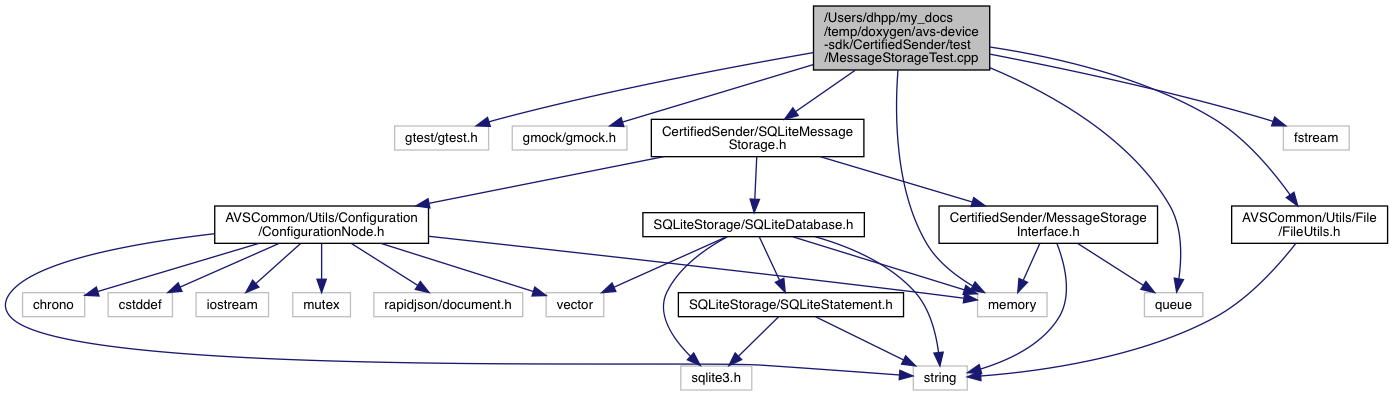 /Users/dhpp/my_docs
/temp/doxygen/avs-device
-sdk/CertifiedSender/test
/MessageStorageTest.cpp
gtest/gtest.h
gmock/gmock.h
CertifiedSender/SQLiteMessage
Storage.h
fstream
AVSCommon/Utils/Configuration
/ConfigurationNode.h
SQLiteStorage/SQLiteDatabase.h
CertifiedSender/MessageStorage
Interface.h
AVSCommon/Utils/File
/FileUtils.h
chrono
cstddef
iostream
mutex
rapidjson/document.h
vector
SQLiteStorage/SQLiteStatement.h
memory
queue
sqlite3.h
string